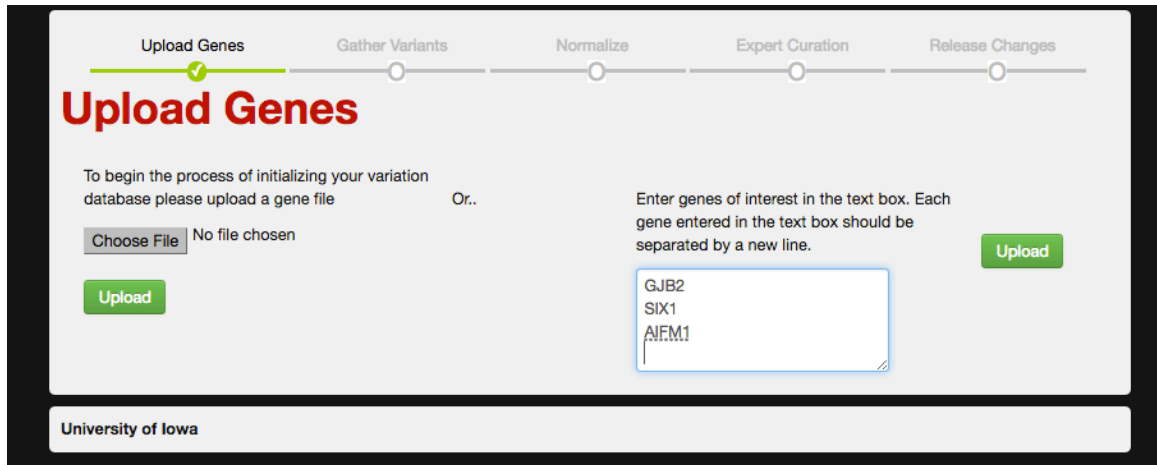 Upload Genes
Gather Variants
Normalize
Expert Curation
Release Changes
Upload Genes
To begin the process of initializing your variation
database please upload a gene file
Or..
Choose File No file chosen
Upload
Enter genes of interest in the text box. Each
gene entered in the text box should be
separated by a new line.
GJB2
SIX1
AIFM1
Upload
University of Iowa